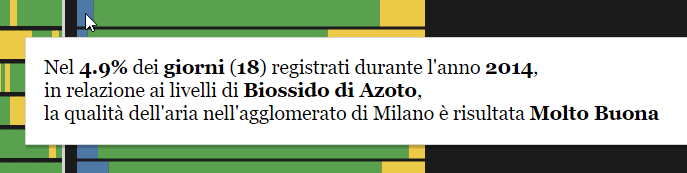 Nel 4.9% dei giorni (18) registrati durante l'anno 2014,
in relazione ai livelli di Biossido di Azoto,
la qualità dell'aria nell'agglomerato di Milano è risultata Molto Buona